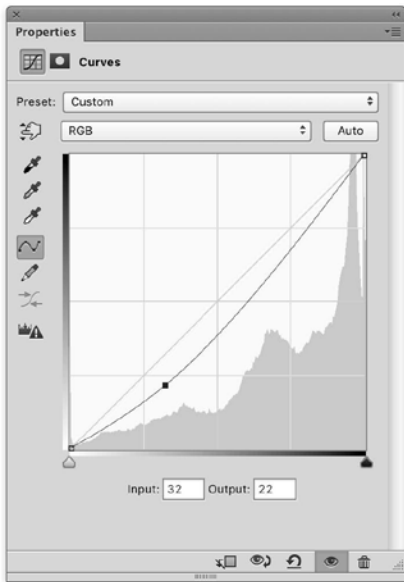 Properties
Curves
Preset: Custom
RGB Auto
Input: 32 Output: 22